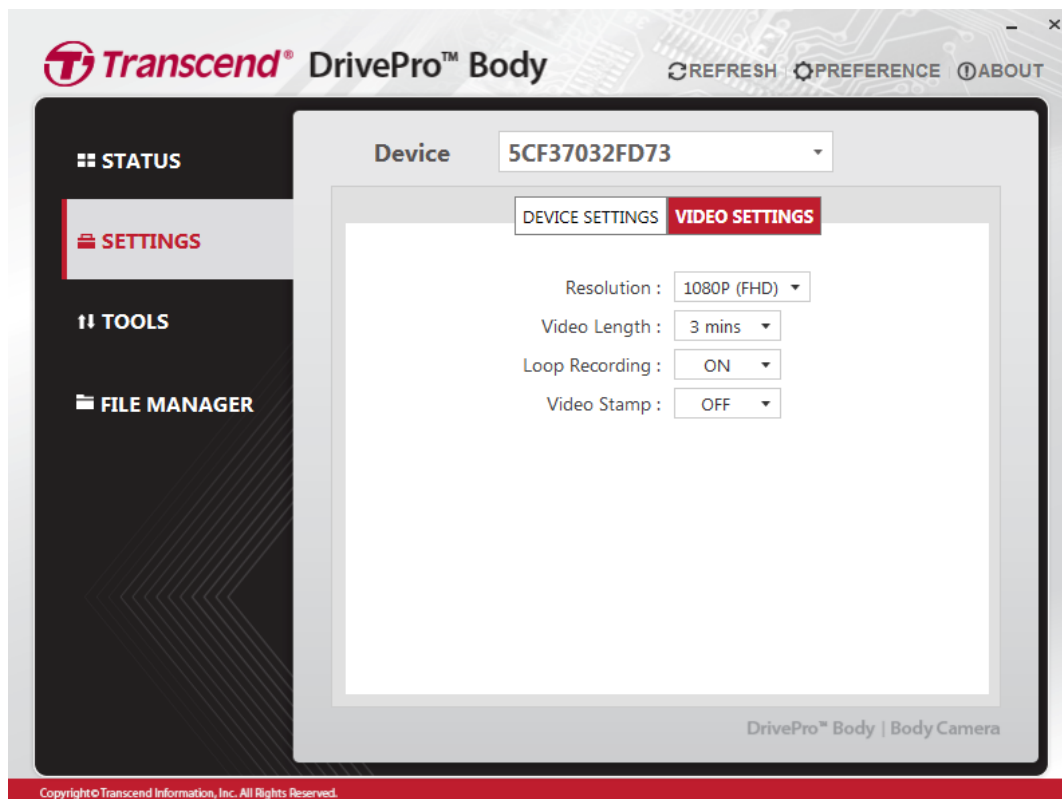 Transcend® DrivePro™ Body
REFRESH PREFERENCE ABOUT
STATUS
SETTINGS
TOOLS
FILE MANAGER
Device 5CF37032FD73
DEVICE SETTINGS VIDEO SETTINGS
Resolution : 1080P (FHD)
Video Length : 3 mins
Loop Recording : ON
Video Stamp : OFF
DrivePro™ Body | Body Camera
Copyright© Transcend Information, Inc. All Rights Reserved.